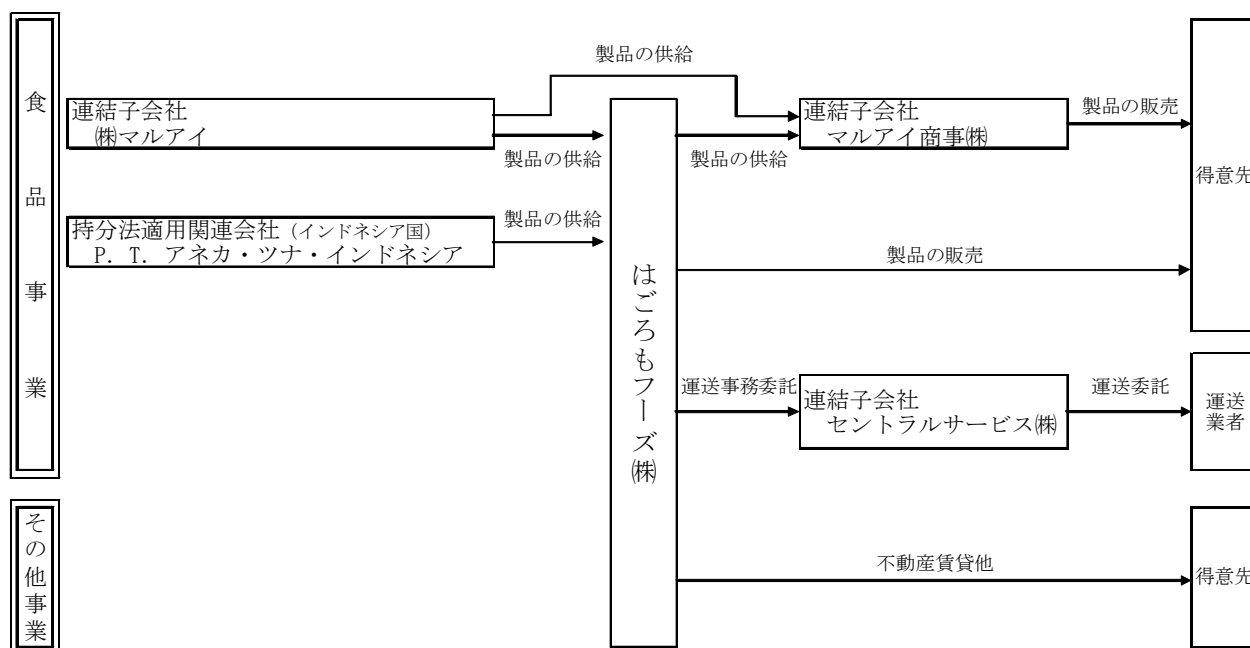 食品事業
製品の供給
連結子会社
㈱マルアイ
製品の供給
持分法適用関連会社（インドネシア国）
P. T. アネカ・ツナ・インドネシア
製品の供給
はごろもフーズ㈱
製品の供給
連結子会社
マルアイ商事㈱
製品の販売
得意先
製品の販売
運送事務委託
連結子会社
セントラルサービス㈱
運送委託
運送
業者
その他事業
不動産賃貸他
得意先